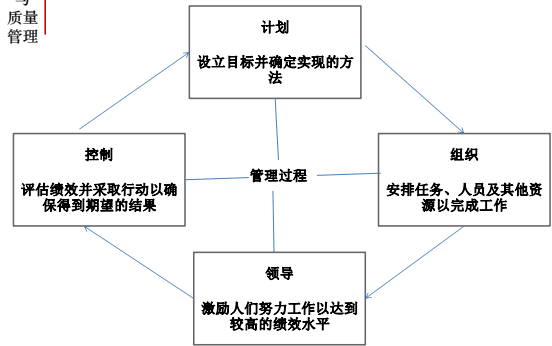 与
质量
管理
计划
设立目标并确定实现的方
法
控制
评估绩效并采取行动以确
保得到期望的结果
管理过程
组织
安排任务、人员及其他资
源以完成工作
领导
激励人们努力工作以达到
较高的绩效水平